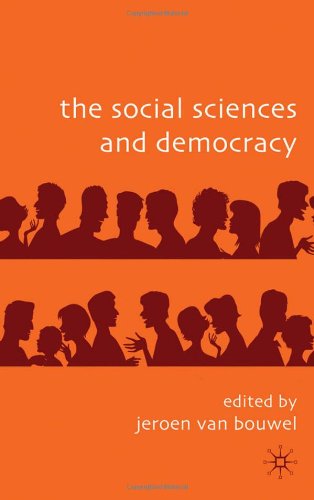 the social sciences
and democracy
edited by
jeroen van bouwel